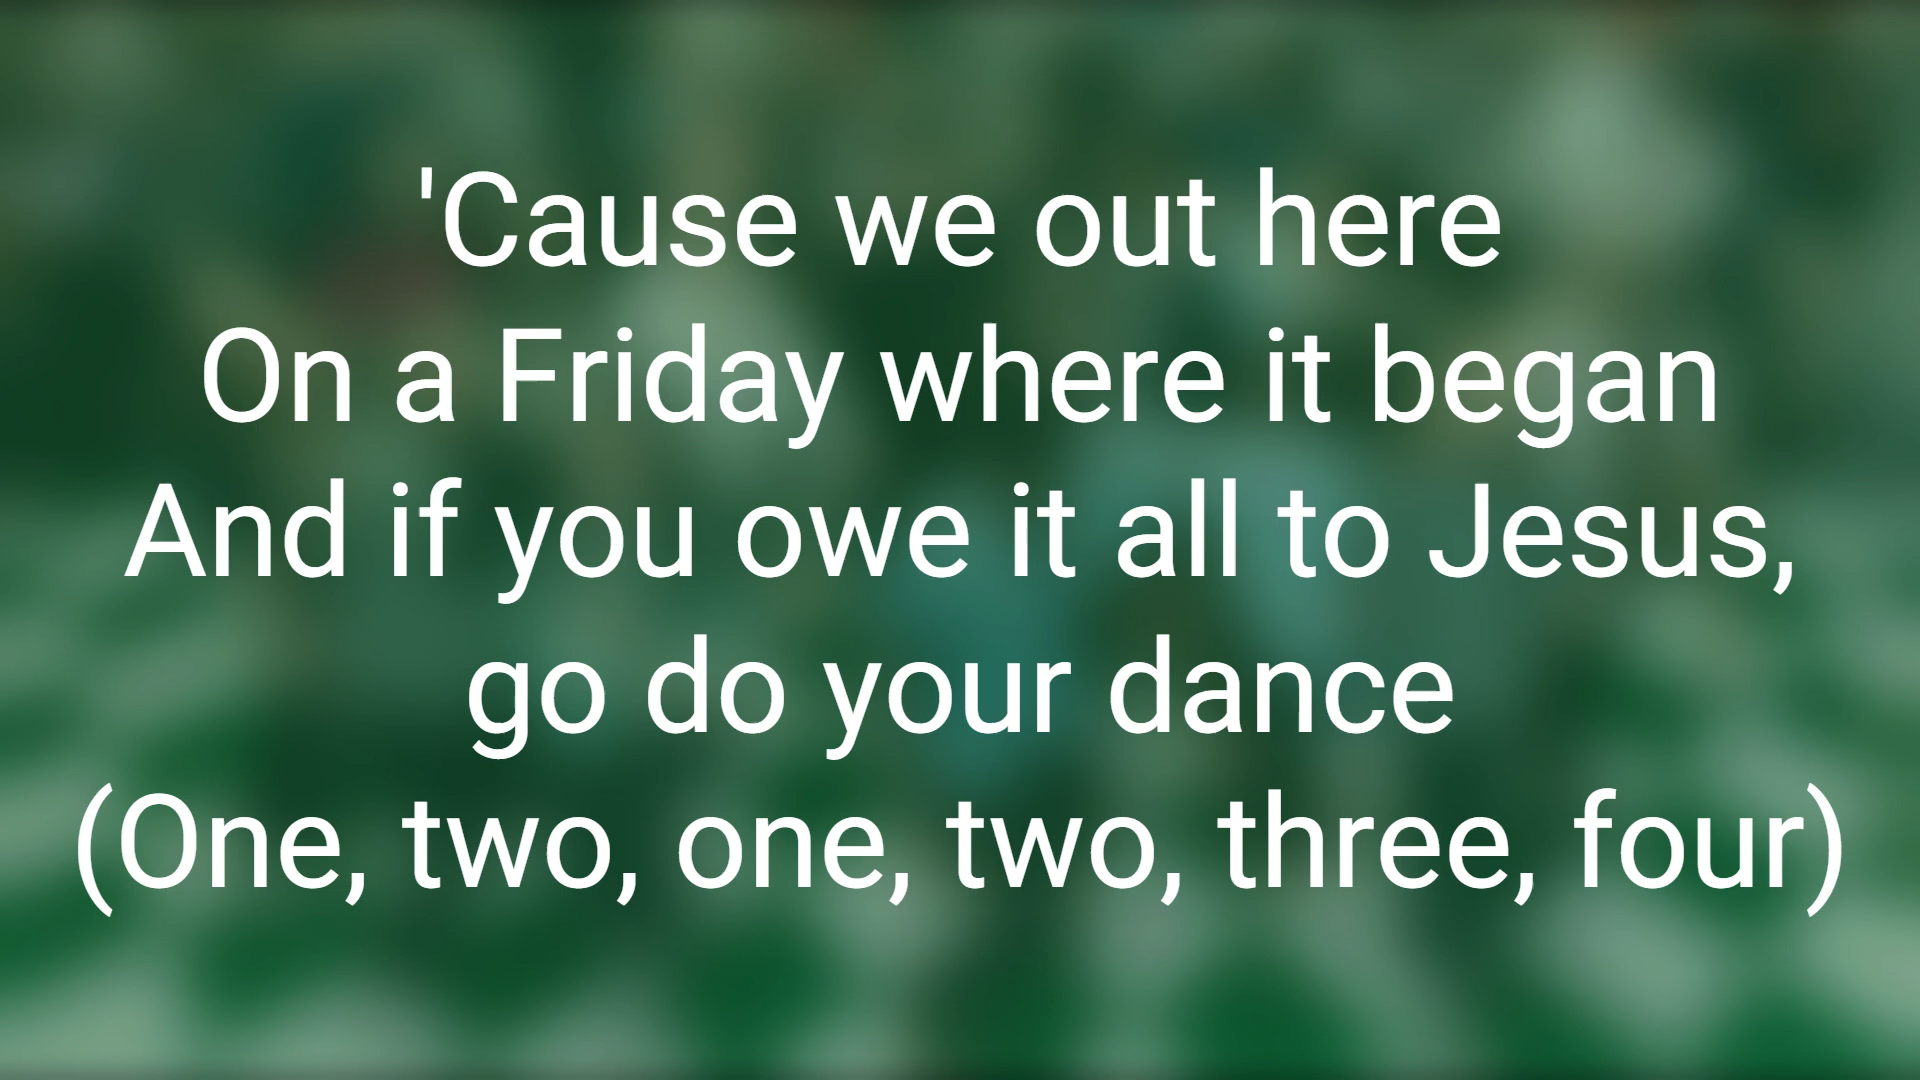 'Cause we out here
On a Friday where it began
And if you owe it all to Jesus,
go do your dance
(One, two, one, two, three, four)